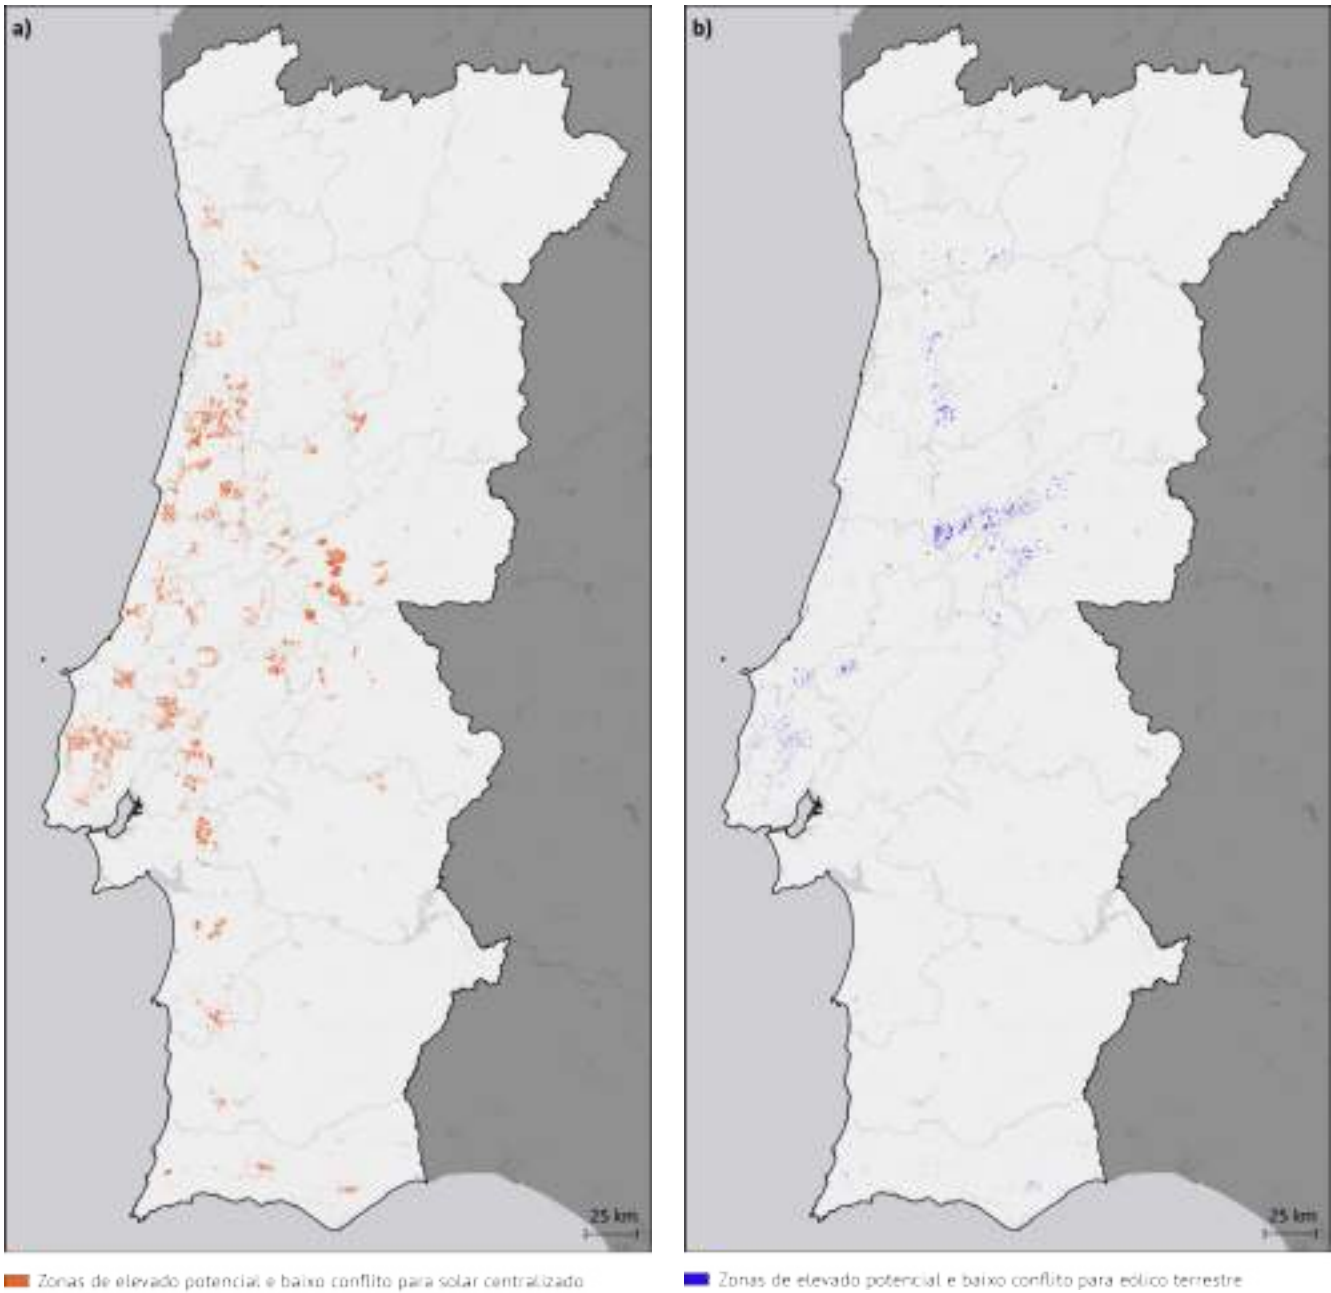 a)
b)
25 km
25 km
Zonas de elevado potencial e baixo conflito para solar centralizado
Zonas de elevado potencial e baixo conflito para eólico terrestre